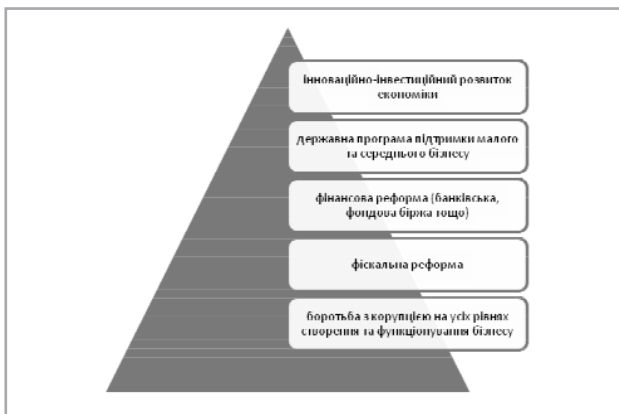 інноваційно-інвестиційний розвиток
економіки
державна програма підтримки малого
та середнього бізнесу
фінансова реформа (банківська,
фондова біржа тощо)
фіскальна реформа
боротьба з корупцією на усіх рівнях
створення та функціонування бізнесу